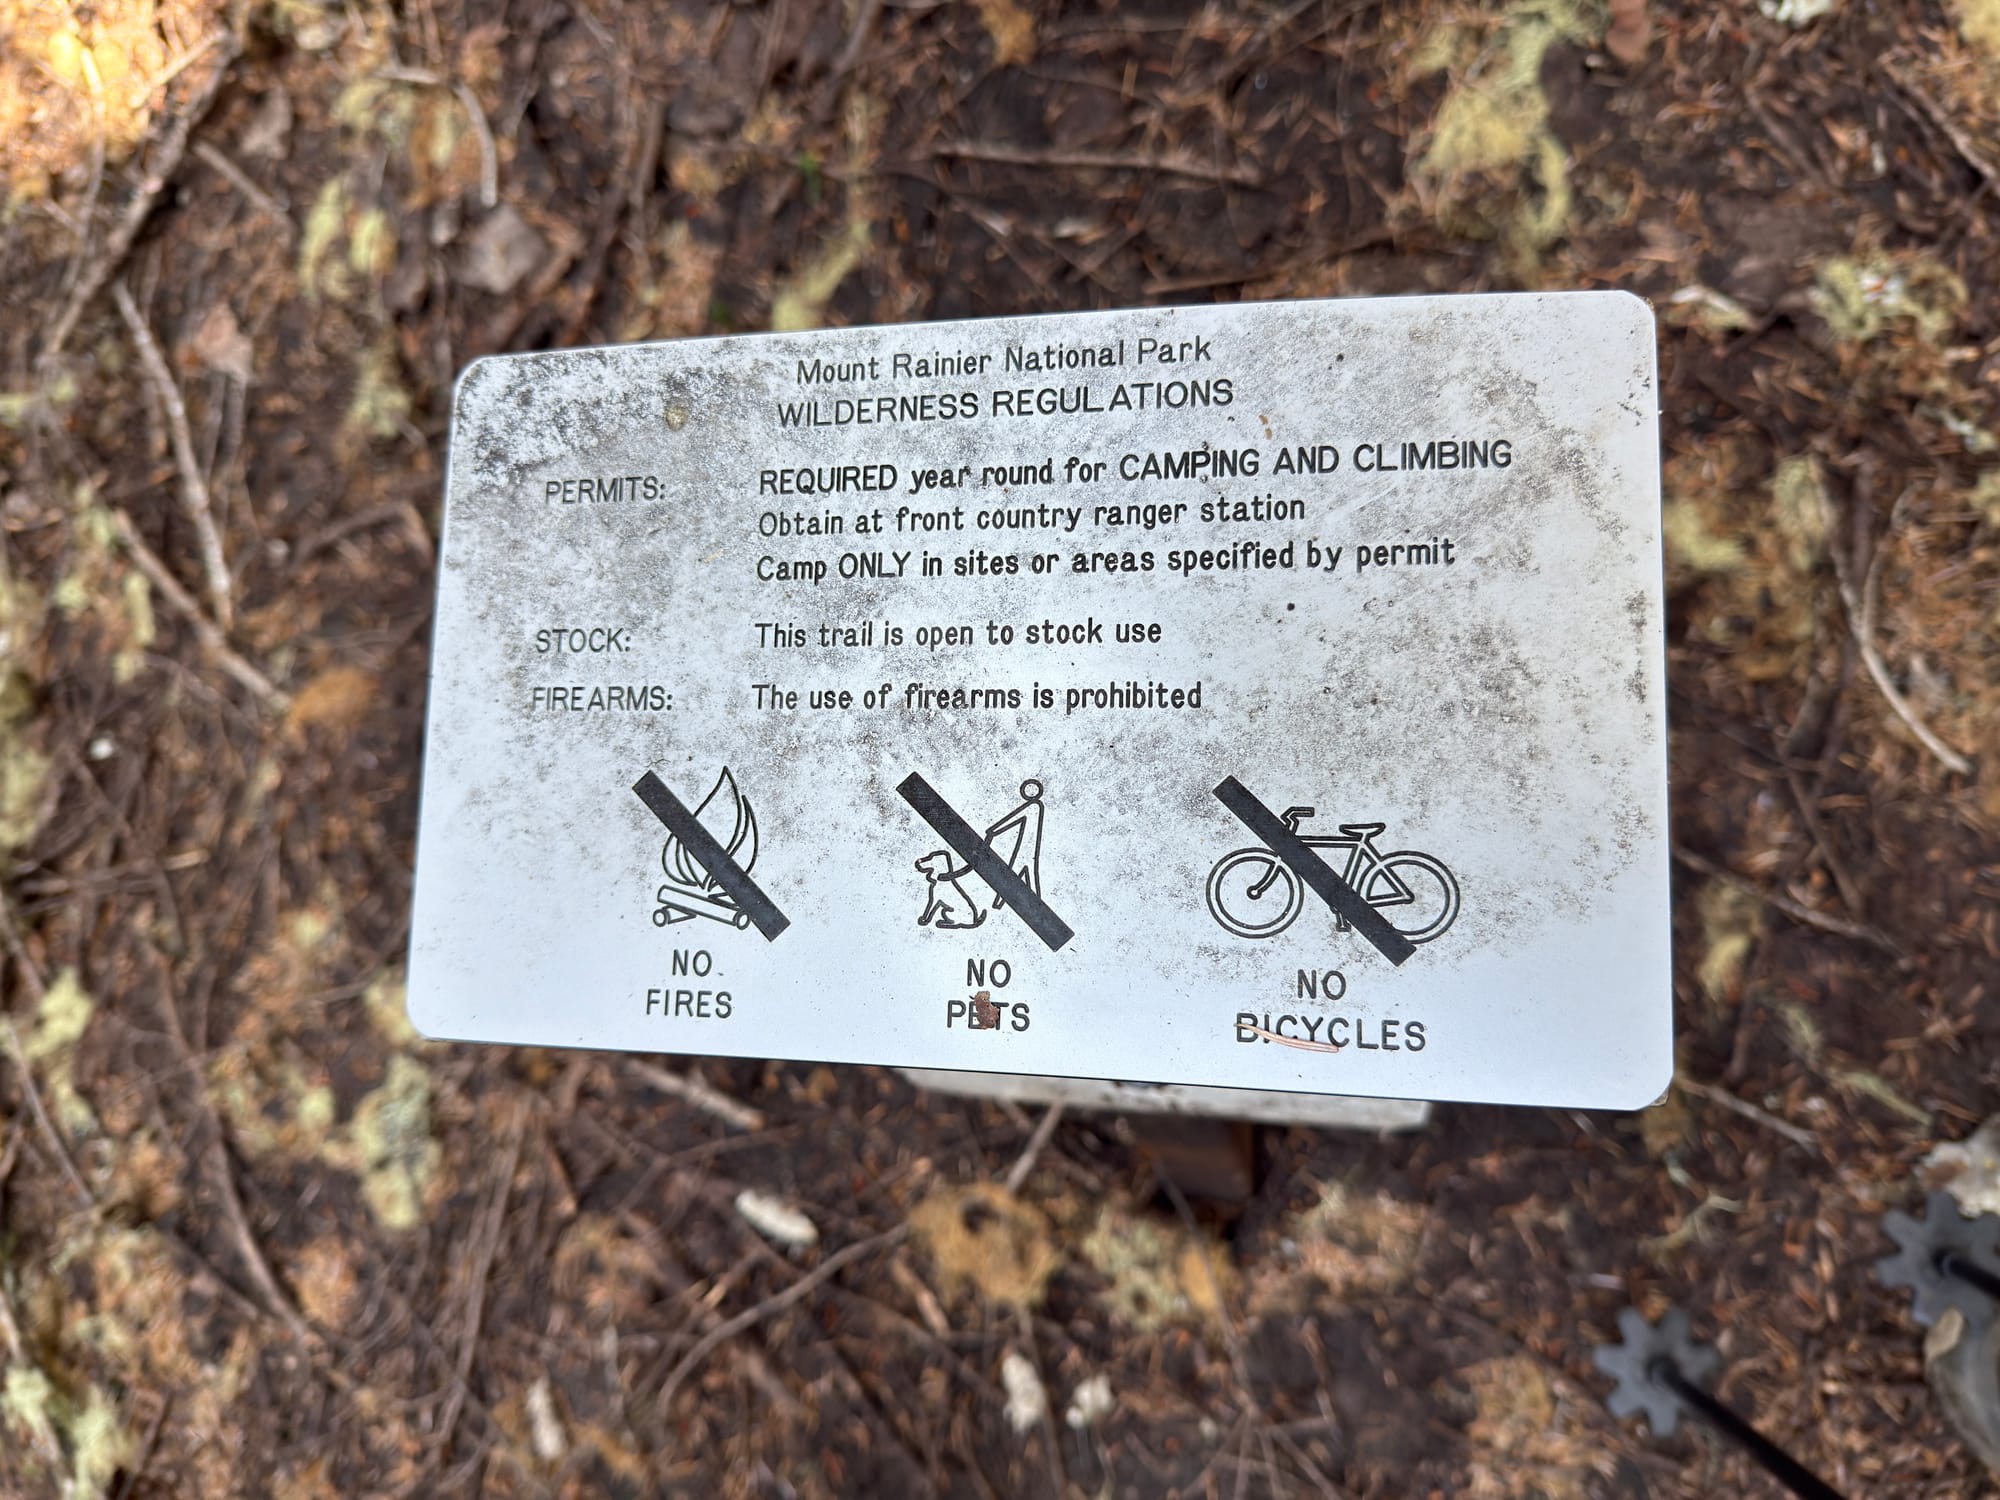 Mount Rainier National Park
WILDERNESS REGULATIONS
PERMITS: REQUIRED year round for CAMPING AND CLIMBING
Obtain at front country ranger station
Camp ONLY in sites or areas specified by permit
STOCK: This trail is open to stock use
FIREARMS: The use of firearms is prohibited
NO
FIRES
NO
PETS
NO
BICYCLES